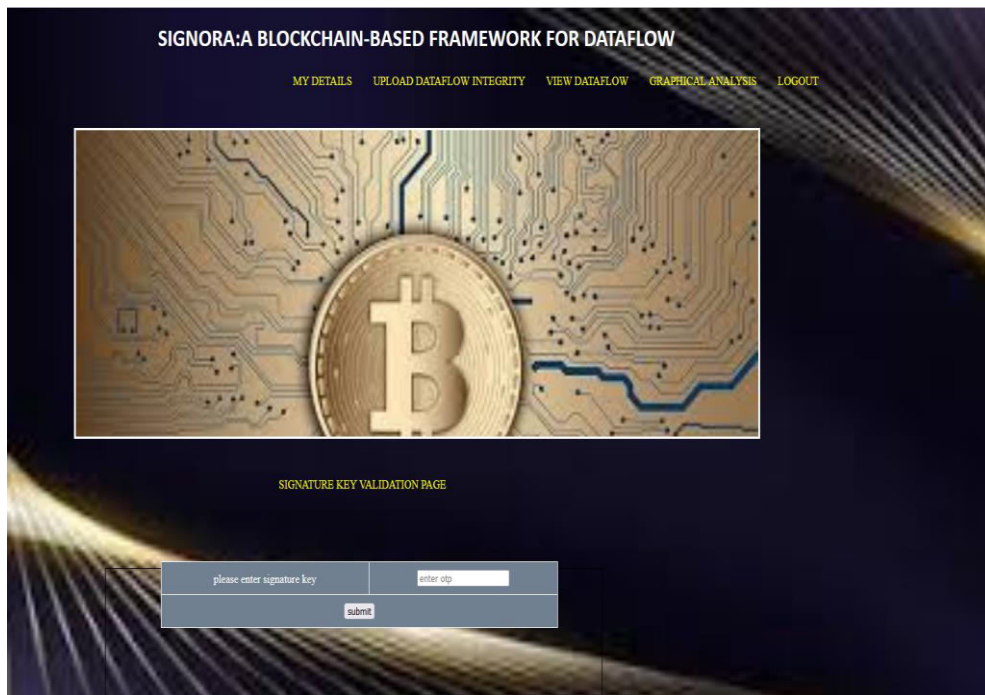 SIGNORA:A BLOCKCHAIN-BASED FRAMEWORK FOR DATAFLOW
MY DETAILS UPLOAD DATAFLOW INTEGRITY VIEW DATAFLOW GRAPHICAL ANALYSIS LOGOUT
SIGNATURE KEY VALIDATION PAGE
please enter signature key enter otp
submit